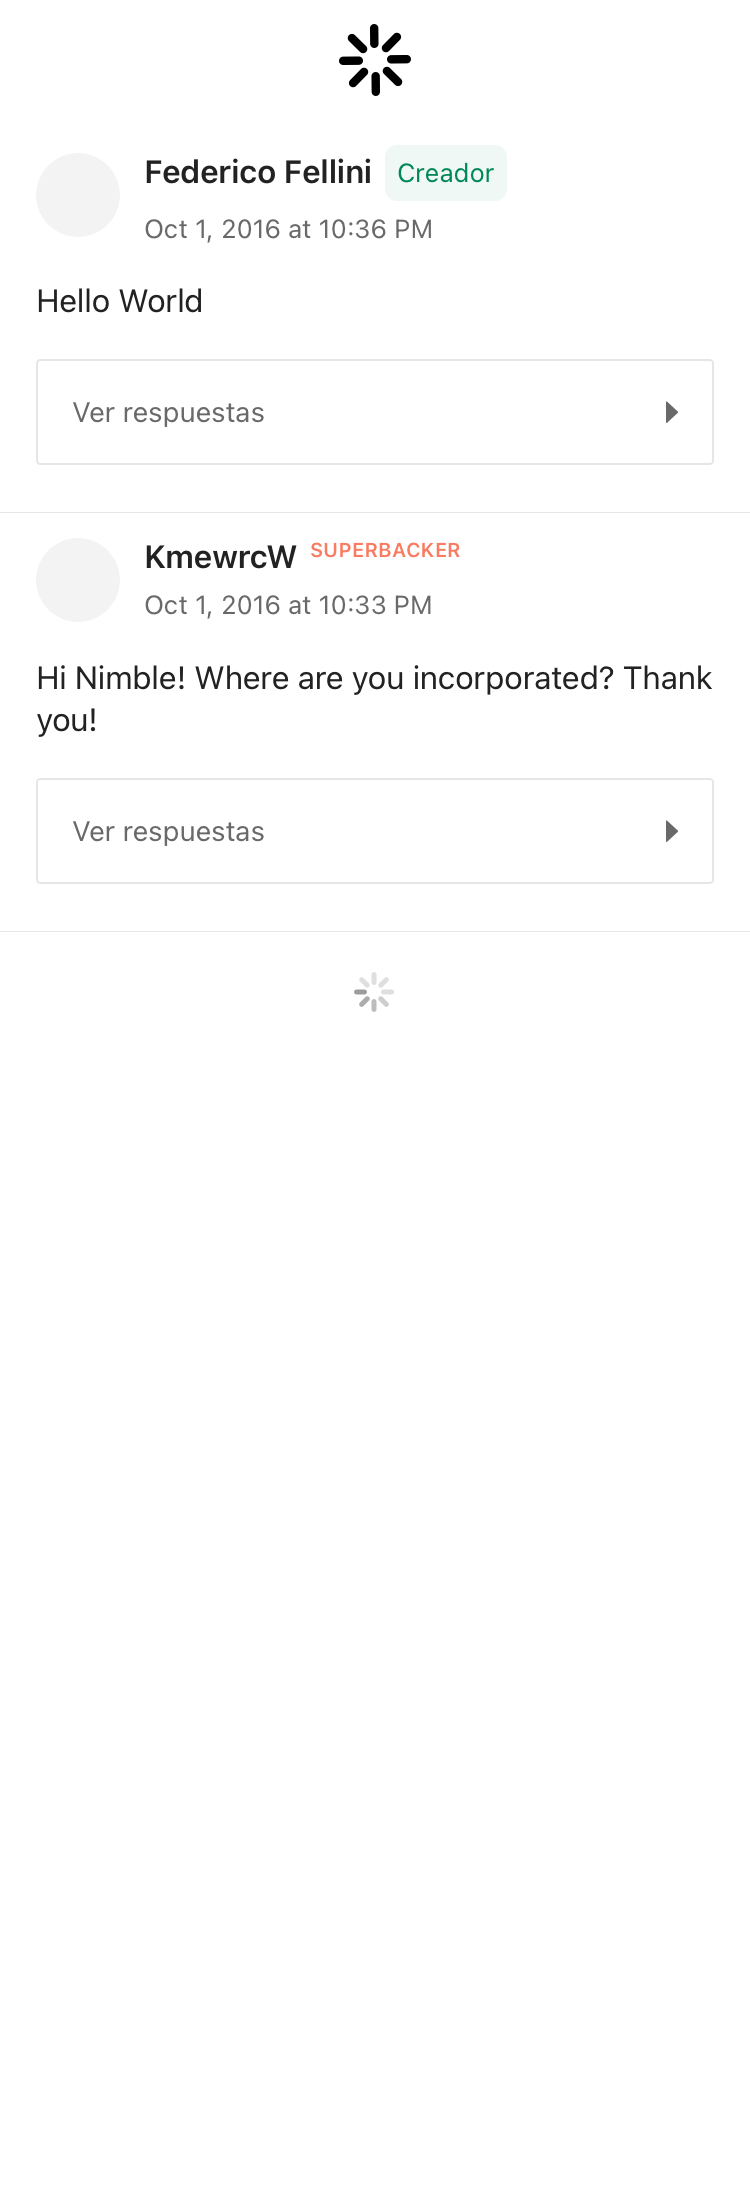 Federico Fellini Creador
Oct 1, 2016 at 10:36 PM
Hello World
Ver respuestas
KmewrcW SUPERBACKER
Oct 1, 2016 at 10:33 PM
Hi Nimble! Where are you incorporated? Thank
you!
Ver respuestas